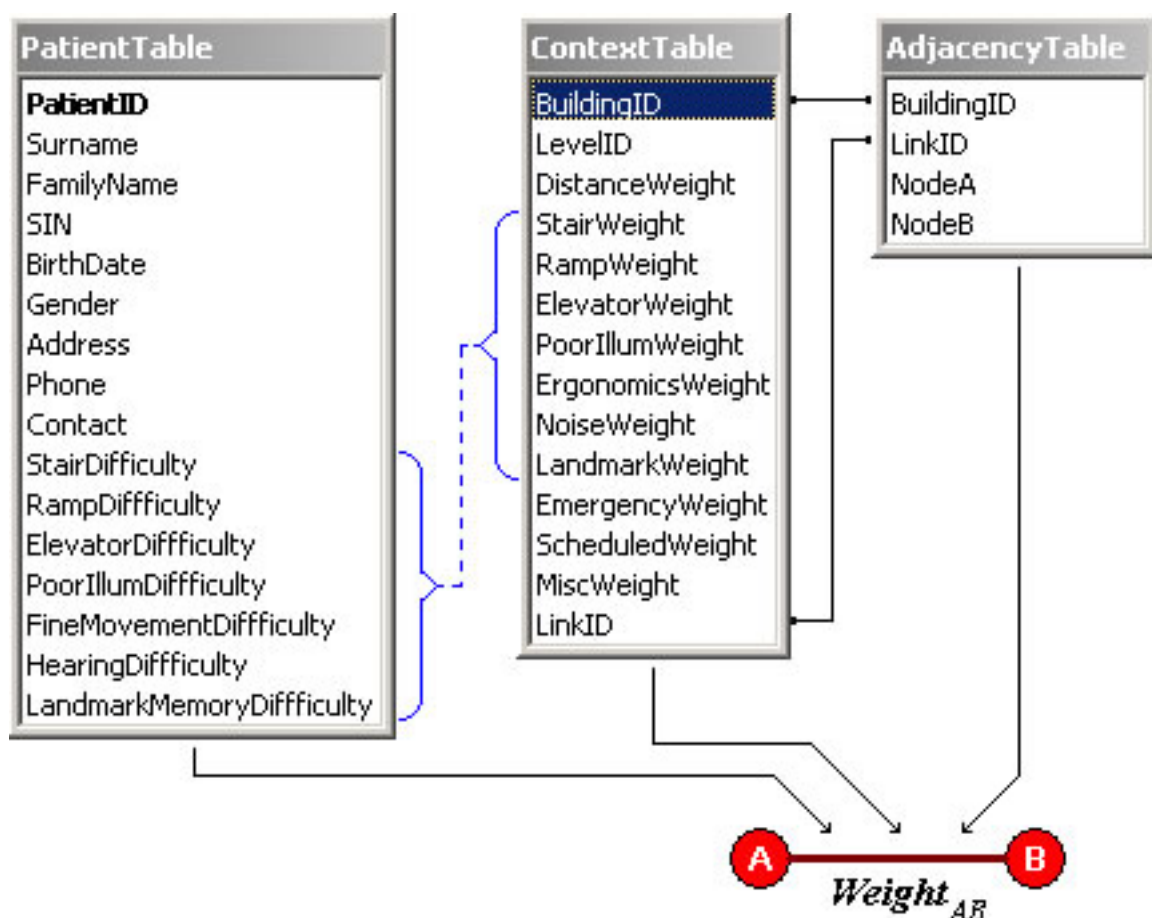 PatientTable
PatientID
Surname
FamilyName
SIN
BirthDate
Gender
Address
Phone
Contact
StairDifficulty
RampDiffficulty
ElevatorDiffficulty
PoorIllumDiffficulty
FineMovementDiffficulty
HearingDiffficulty
LandmarkMemoryDiffficulty
ContextTable
BuildingID
LevelID
DistanceWeight
StairWeight
RampWeight
ElevatorWeight
PoorIllumWeight
ErgonomicsWeight
NoiseWeight
LandmarkWeight
EmergencyWeight
ScheduledWeight
MiscWeight
LinkID
AdjacencyTable
BuildingID
LinkID
NodeA
NodeB
A B
Weight AB